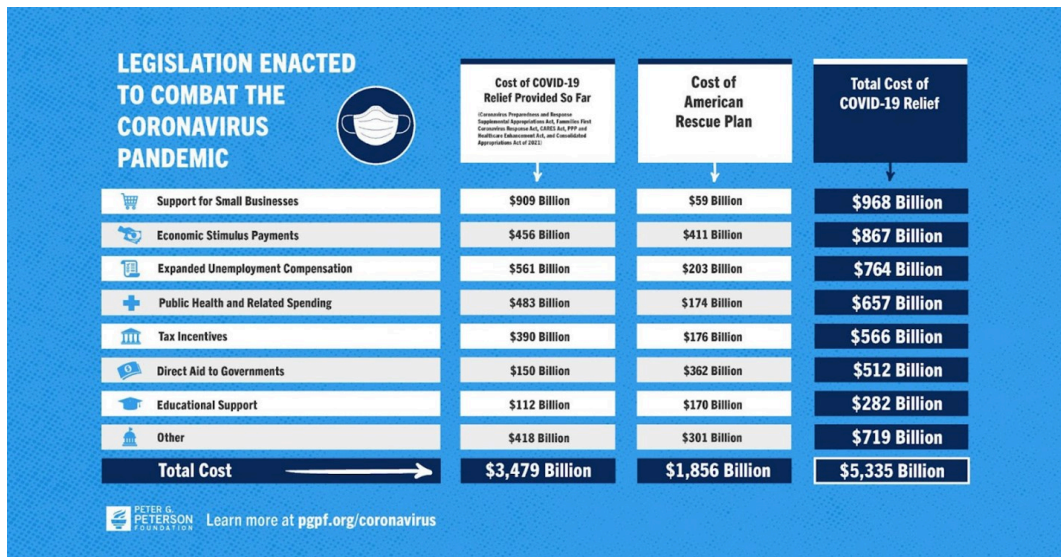 LEGISLATION ENACTED
TO COMBAT THE
CORONAVIRUS
PANDEMIC
Cost of COVID-19
Relief Provided So Far
(Coronavirus Preparedness and Response
Supplemental Appropriations Act, Families First
Coronavirus Response Act, CARES Act, PPP and
Healthcare Enhancement Act, and Consolidated
Appropriations Act of 2021)
Cost of
American
Rescue Plan
Total Cost of
COVID-19 Relief
Support for Small Businesses $909 Billion $59 Billion $968 Billion
Economic Stimulus Payments $456 Billion $411 Billion $867 Billion
Expanded Unemployment Compensation $561 Billion $203 Billion $764 Billion
Public Health and Related Spending $483 Billion $174 Billion $657 Billion
Tax Incentives $390 Billion $176 Billion $566 Billion
Direct Aid to Governments $150 Billion $362 Billion $512 Billion
Educational Support $112 Billion $170 Billion $282 Billion
Other $418 Billion $301 Billion $719 Billion
Total Cost $3,479 Billion $1,856 Billion $5,335 Billion
PETER G.
PETERSON
FOUNDATION
Learn more at pgpf.org/coronavirus